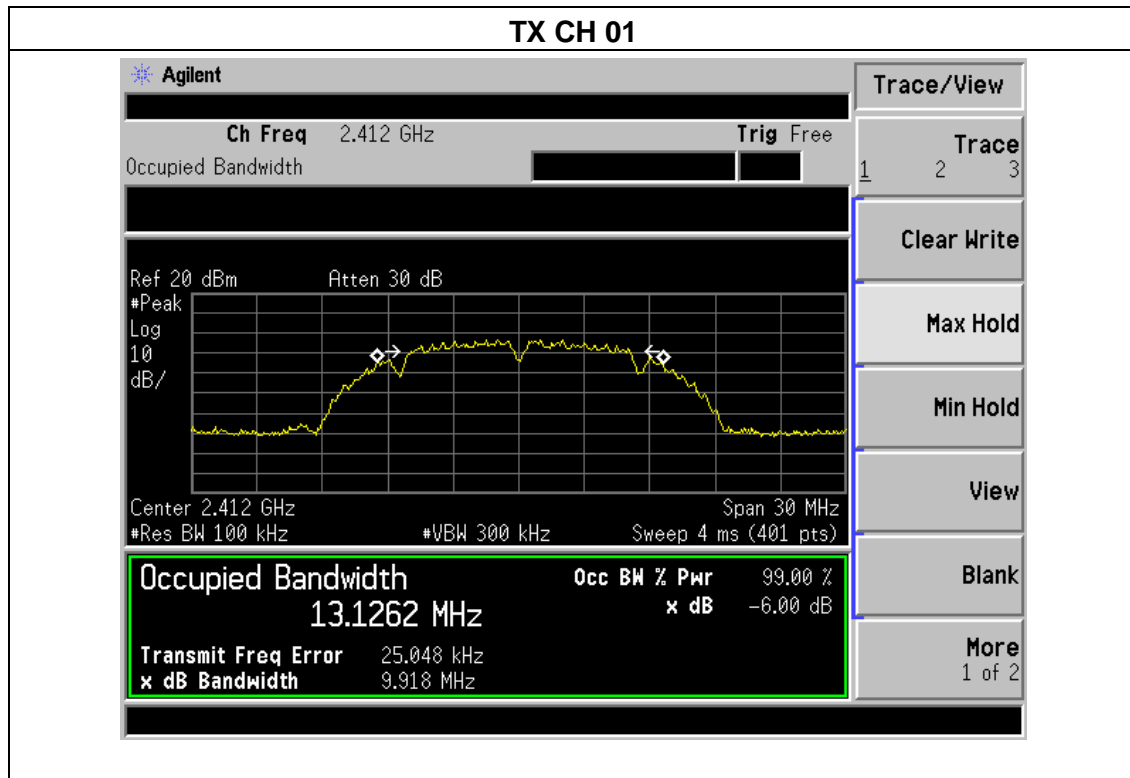 TX CH 01
Agilent
Ch Freq 2.412 GHz Trig Free
Occupied Bandwidth
Ref 20 dBm Atten 30 dB
#Peak
Log
10
dB/
Center 2.412 GHz Span 30 MHz
#Res BW 100 kHz #VBW 300 kHz Sweep 4 ms (401 pts)
Occupied Bandwidth Occ BW % Pwr 99.00 %
13.1262 MHz x dB -6.00 dB
Transmit Freq Error 25.048 kHz
x dB Bandwidth 9.918 MHz
Trace/View
Trace
1 2 3
Clear Write
Max Hold
Min Hold
View
Blank
More
1 of 2